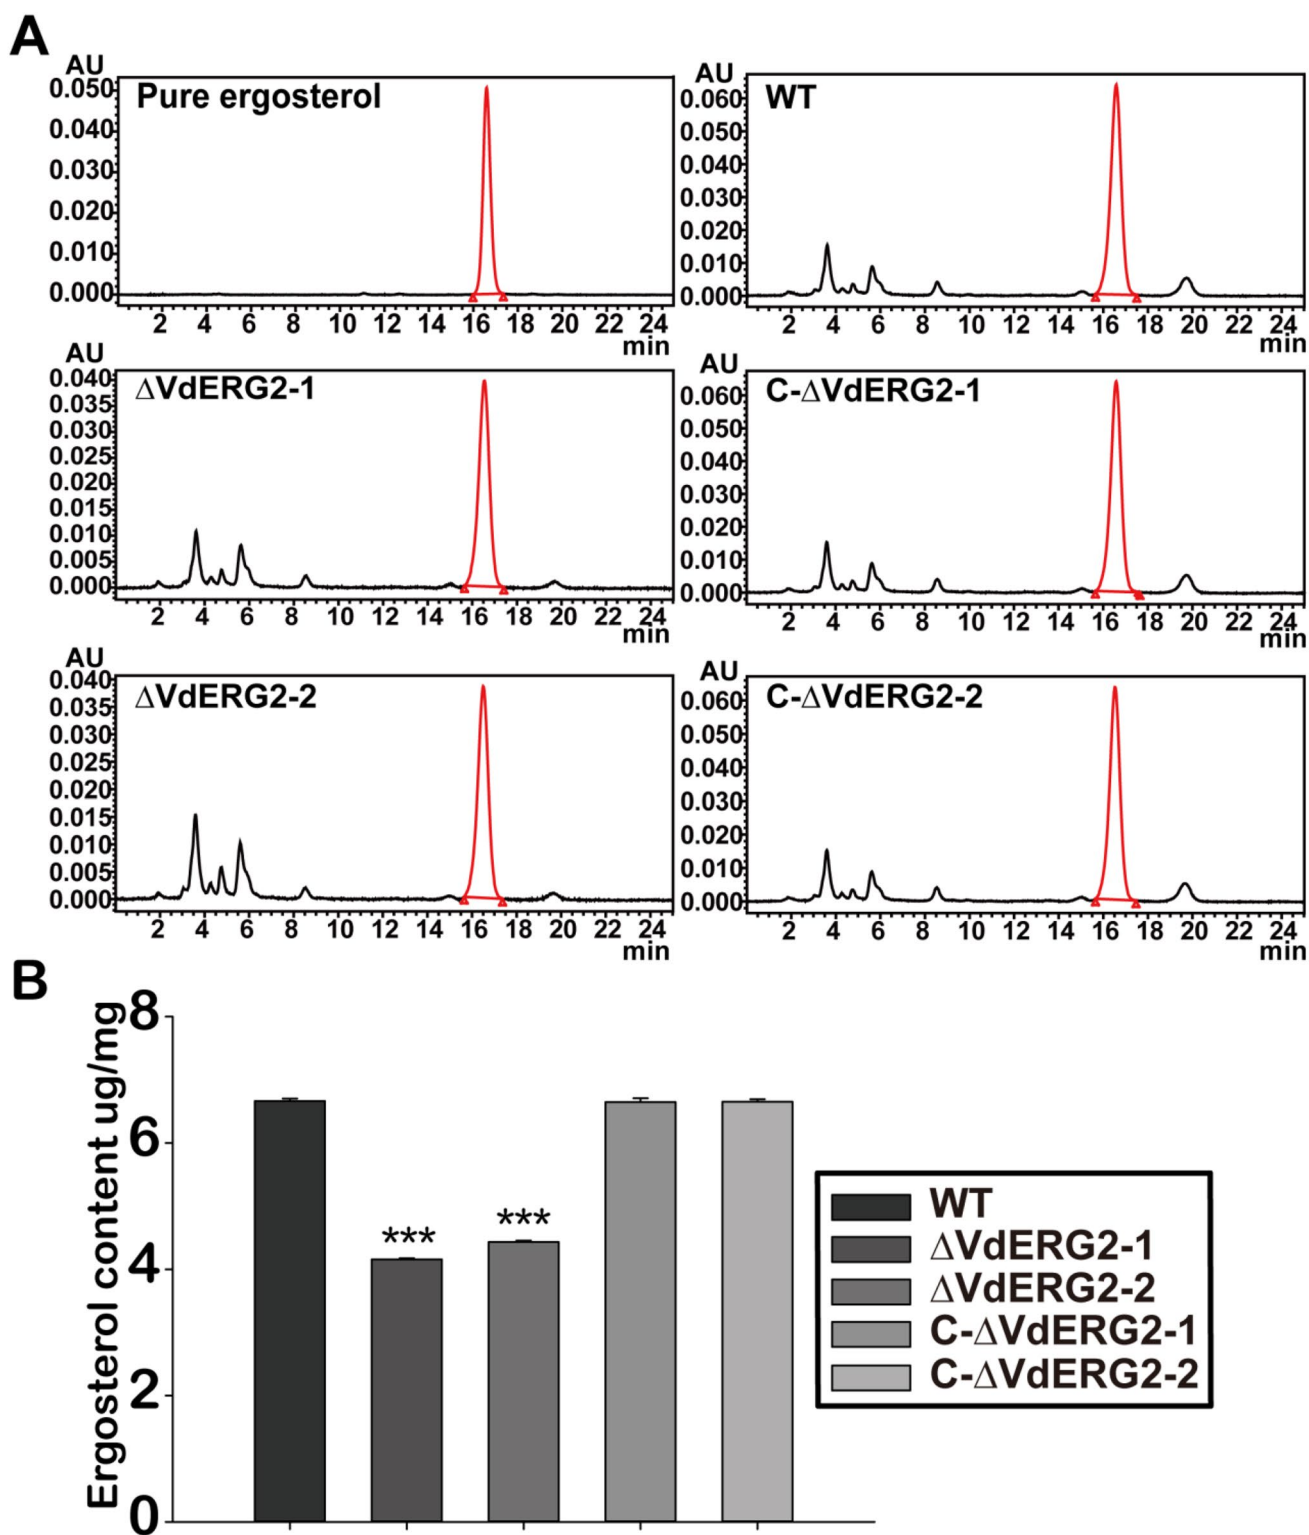 A
AU
Pure ergosterol
0.050
0.040
0.030
0.020
0.010
0.000
2 4 6 8 10 12 14 16 18 20 22 24
min
AU
WT
0.060
0.050
0.040
0.030
0.020
0.010
0.000
2 4 6 8 10 12 14 16 18 20 22 24
min
AU
ΔVdERG2-1
0.040
0.035
0.030
0.025
0.020
0.015
0.010
0.005
0.000
2 4 6 8 10 12 14 16 18 20 22 24
min
AU
C-ΔVdERG2-1
0.060
0.050
0.040
0.030
0.020
0.010
0.000
2 4 6 8 10 12 14 16 18 20 22 24
min
AU
ΔVdERG2-2
0.040
0.035
0.030
0.025
0.020
0.015
0.010
0.005
0.000
2 4 6 8 10 12 14 16 18 20 22 24
min
AU
C-ΔVdERG2-2
0.060
0.050
0.040
0.030
0.020
0.010
0.000
2 4 6 8 10 12 14 16 18 20 22 24
min
B
Ergosterol content ug/mg
8
6
4
2
0
***
***
WT
ΔVdERG2-1
ΔVdERG2-2
C-ΔVdERG2-1
C-ΔVdERG2-2